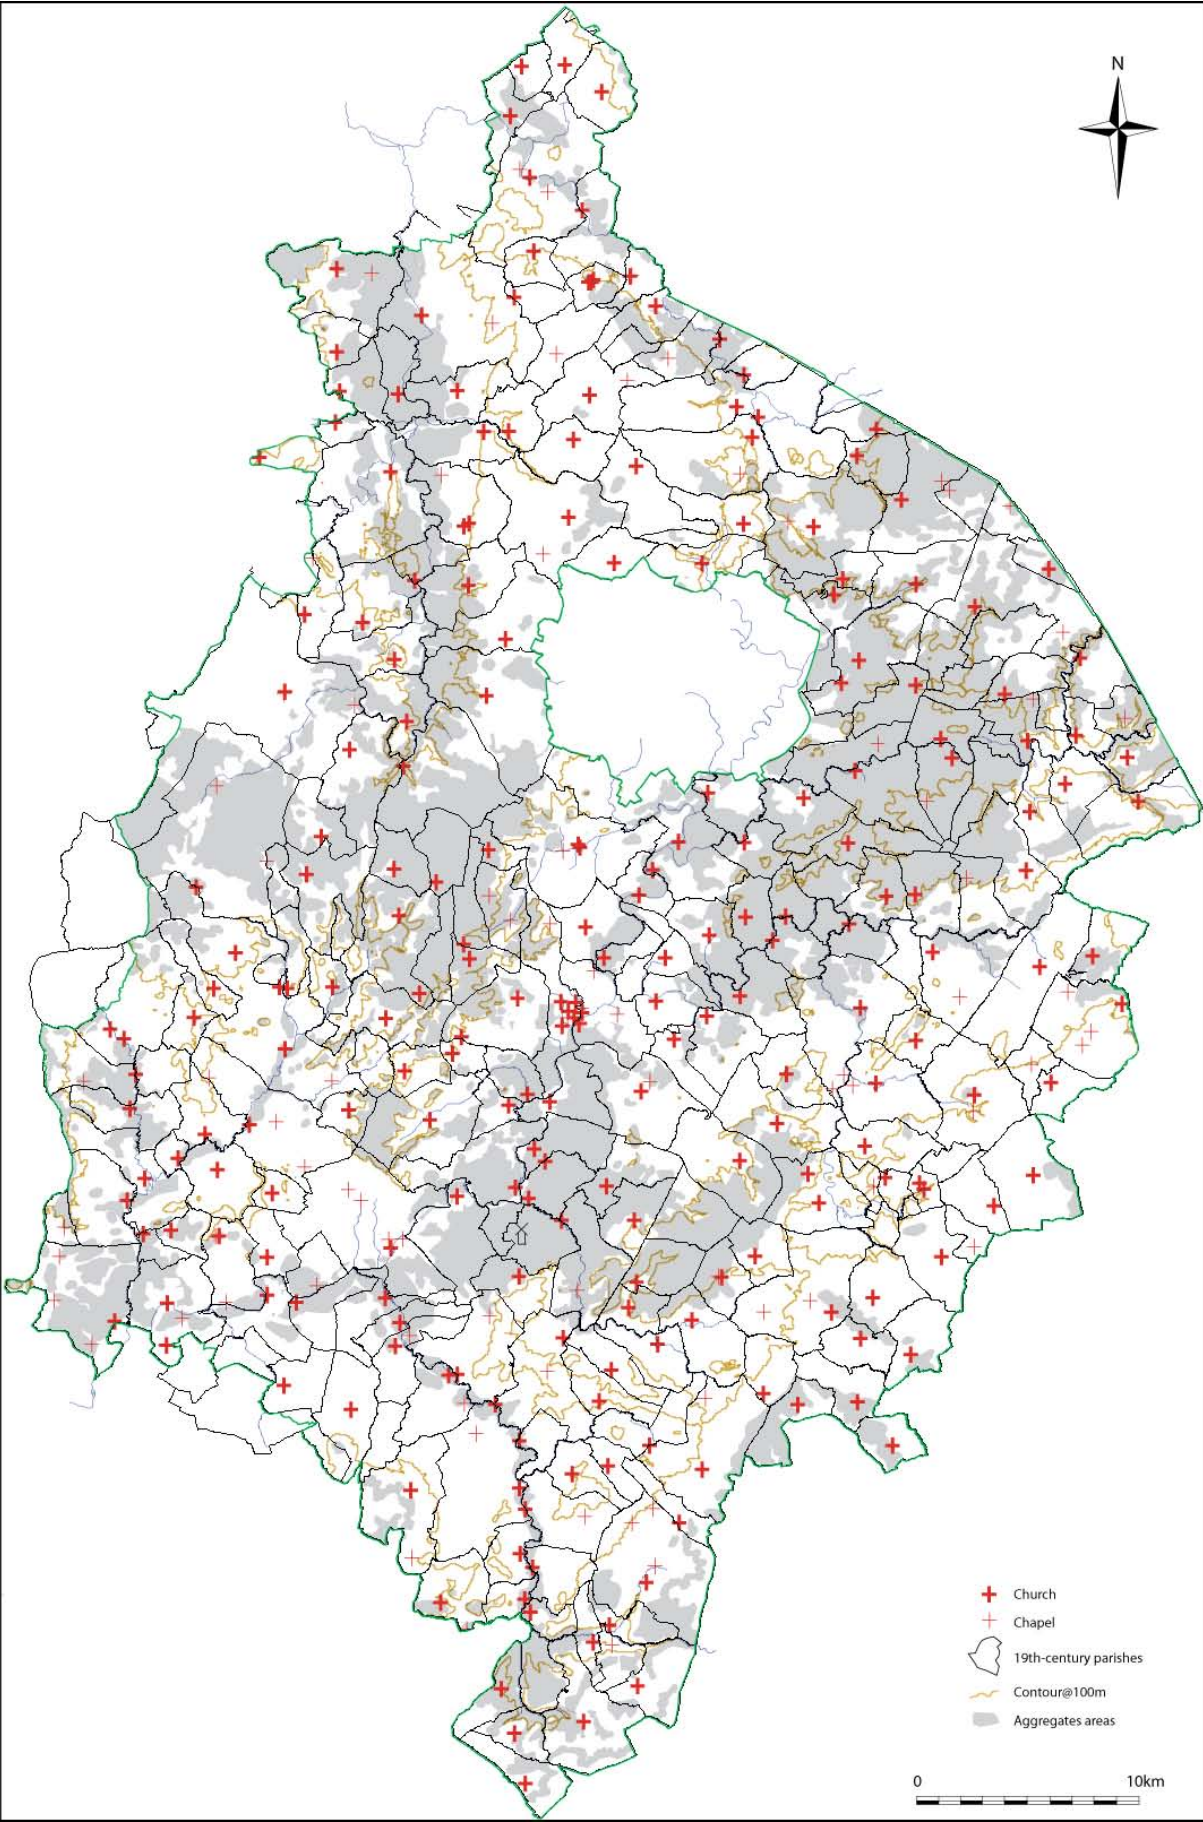 N
Church
Chapel
19th-century parishes
Contour@100m
Aggregates areas
0 10km